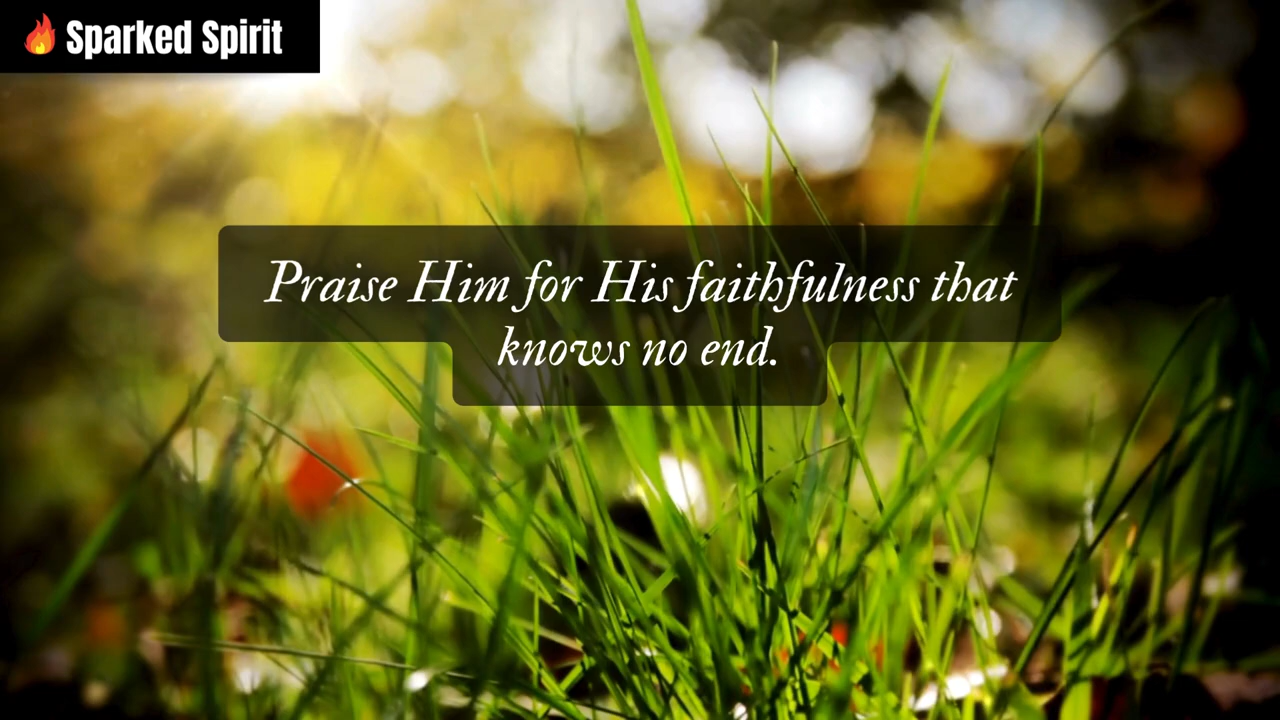 🔥 Sparked Spirit
Praise Him for His faithfulness that
knows no end.